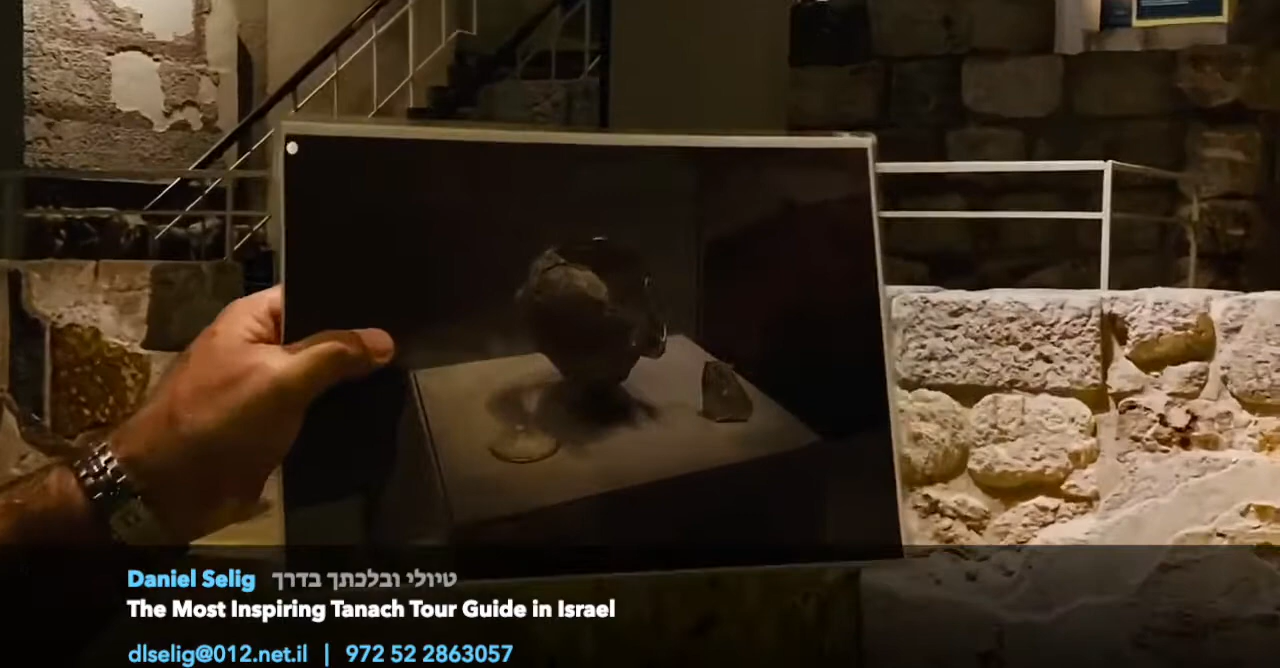 Daniel Selig טיולי ובלכתך בדרך
The Most Inspiring Tanach Tour Guide in Israel
dlselig@012.net.il | 972 52 2863057